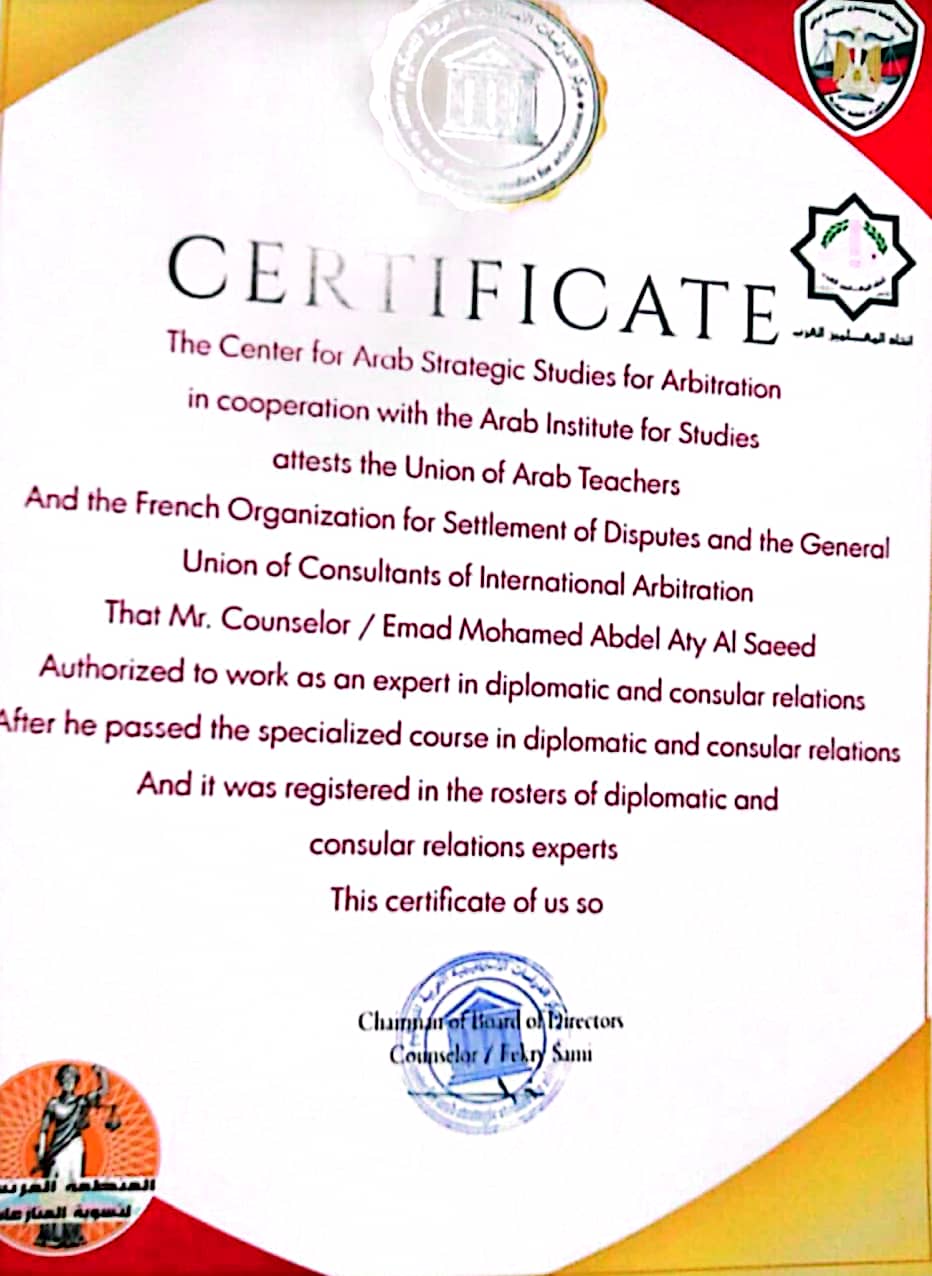 CERTIFICATE
اتحاد المعلمين العرب
The Center for Arab Strategic Studies for Arbitration
in cooperation with the Arab Institute for Studies
attests the Union of Arab Teachers
And the French Organization for Settlement of Disputes and the General
Union of Consultants of International Arbitration
That Mr. Counselor / Emad Mohamed Abdel Aty Al Saeed
Authorized to work as an expert in diplomatic and consular relations
After he passed the specialized course in diplomatic and consular relations
And it was registered in the rosters of diplomatic and
consular relations experts
This certificate of us so
Chairman of Board of Directors
Counselor / Fekry Sami
المنظمة
لتسوية